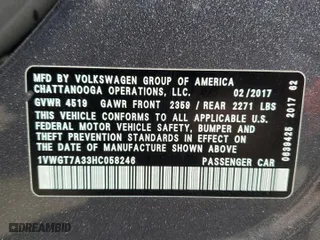 MFD BY VOLKSWAGEN GROUP OF AMERICA
CHATTANOOGA OPERATIONS, LLC. 02/2017
GVWR 4519 GAWR FRONT 2359 / REAR 2271 LBS
THIS VEHICLE CONFORMS TO ALL APPLICABLE U.S.
FEDERAL MOTOR VEHICLE SAFETY, BUMPER AND
THEFT PREVENTION STANDARDS IN EFFECT ON THE
DATE OF MANUFACTURE SHOWN ABOVE.
1VWGT7A33HC058246 PASSENGER CAR
0039426 2017 02